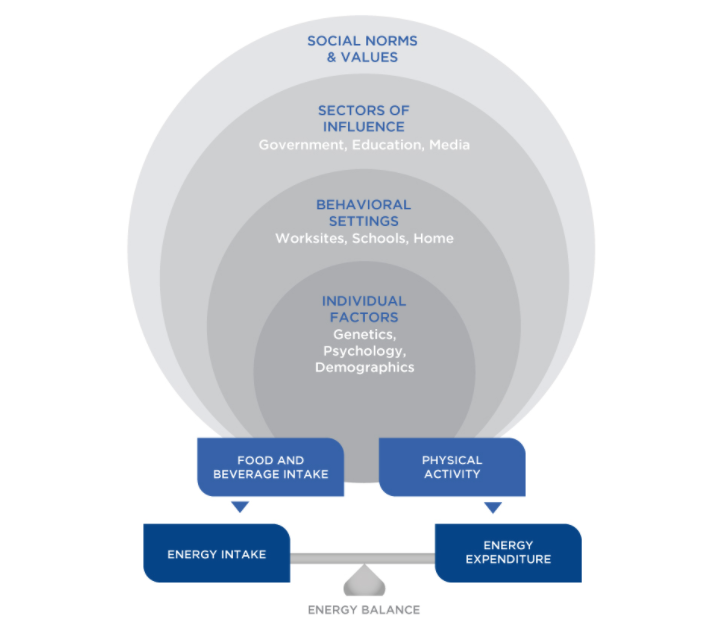 SOCIAL NORMS
& VALUES
SECTORS OF
INFLUENCE
Government, Education, Media
BEHAVIORAL
SETTINGS
Worksites, Schools, Home
INDIVIDUAL
FACTORS
Genetics,
Psychology,
Demographics
FOOD AND
BEVERAGE INTAKE
PHYSICAL
ACTIVITY
ENERGY INTAKE
ENERGY
EXPENDITURE
ENERGY BALANCE